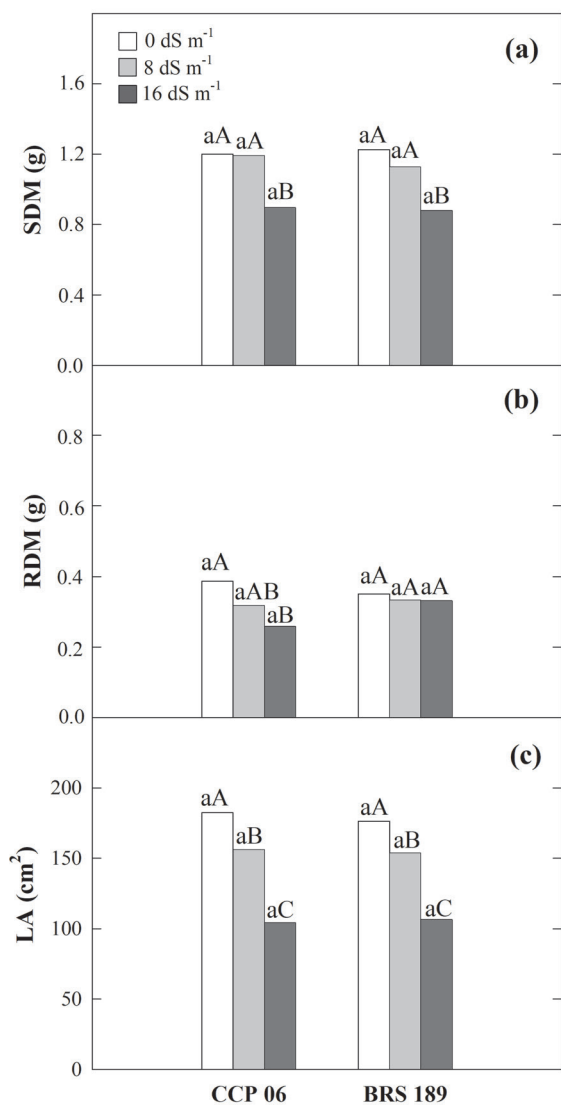 0 dS m⁻¹
8 dS m⁻¹
16 dS m⁻¹
(a)
1.6
1.2
0.8
0.4
0.0
SDM (g)
aA aA aB
aA aA aB
(b)
0.8
0.6
0.4
0.2
0.0
RDM (g)
aA aAB aB
aA aA aA
(c)
200
150
100
50
0
LA (cm²)
aA aB aC
aA aB aC
CCP 06 BRS 189